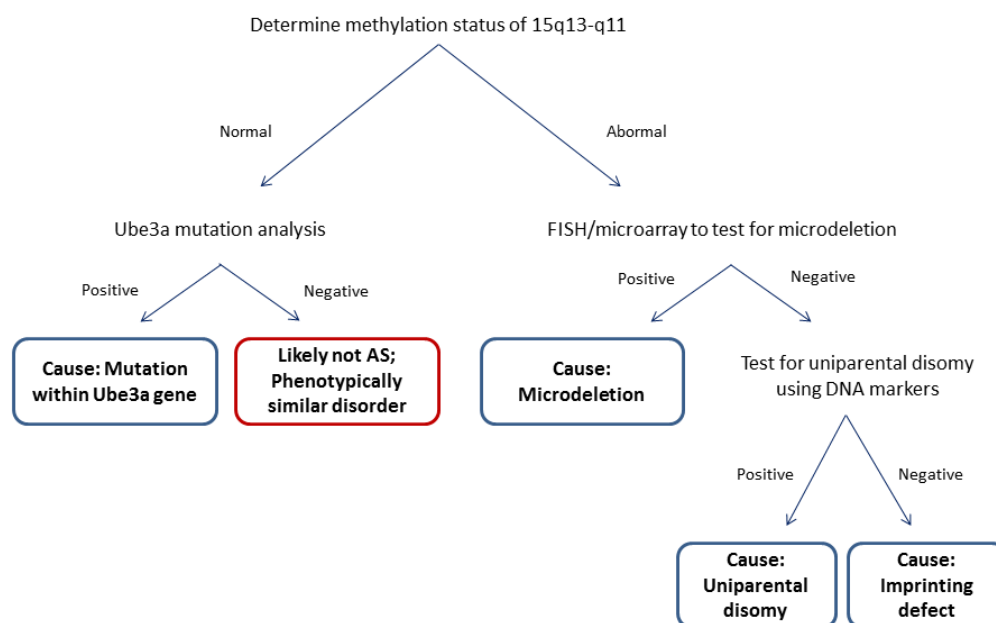 Determine methylation status of 15q13-q11
Normal
Abormal
Ube3a mutation analysis
FISH/microarray to test for microdeletion
Positive
Negative
Positive
Negative
Cause: Mutation
within Ube3a gene
Likely not AS;
Phenotypically
similar disorder
Cause:
Microdeletion
Test for uniparental disomy
using DNA markers
Positive
Negative
Cause:
Uniparental
disomy
Cause:
Imprinting
defect